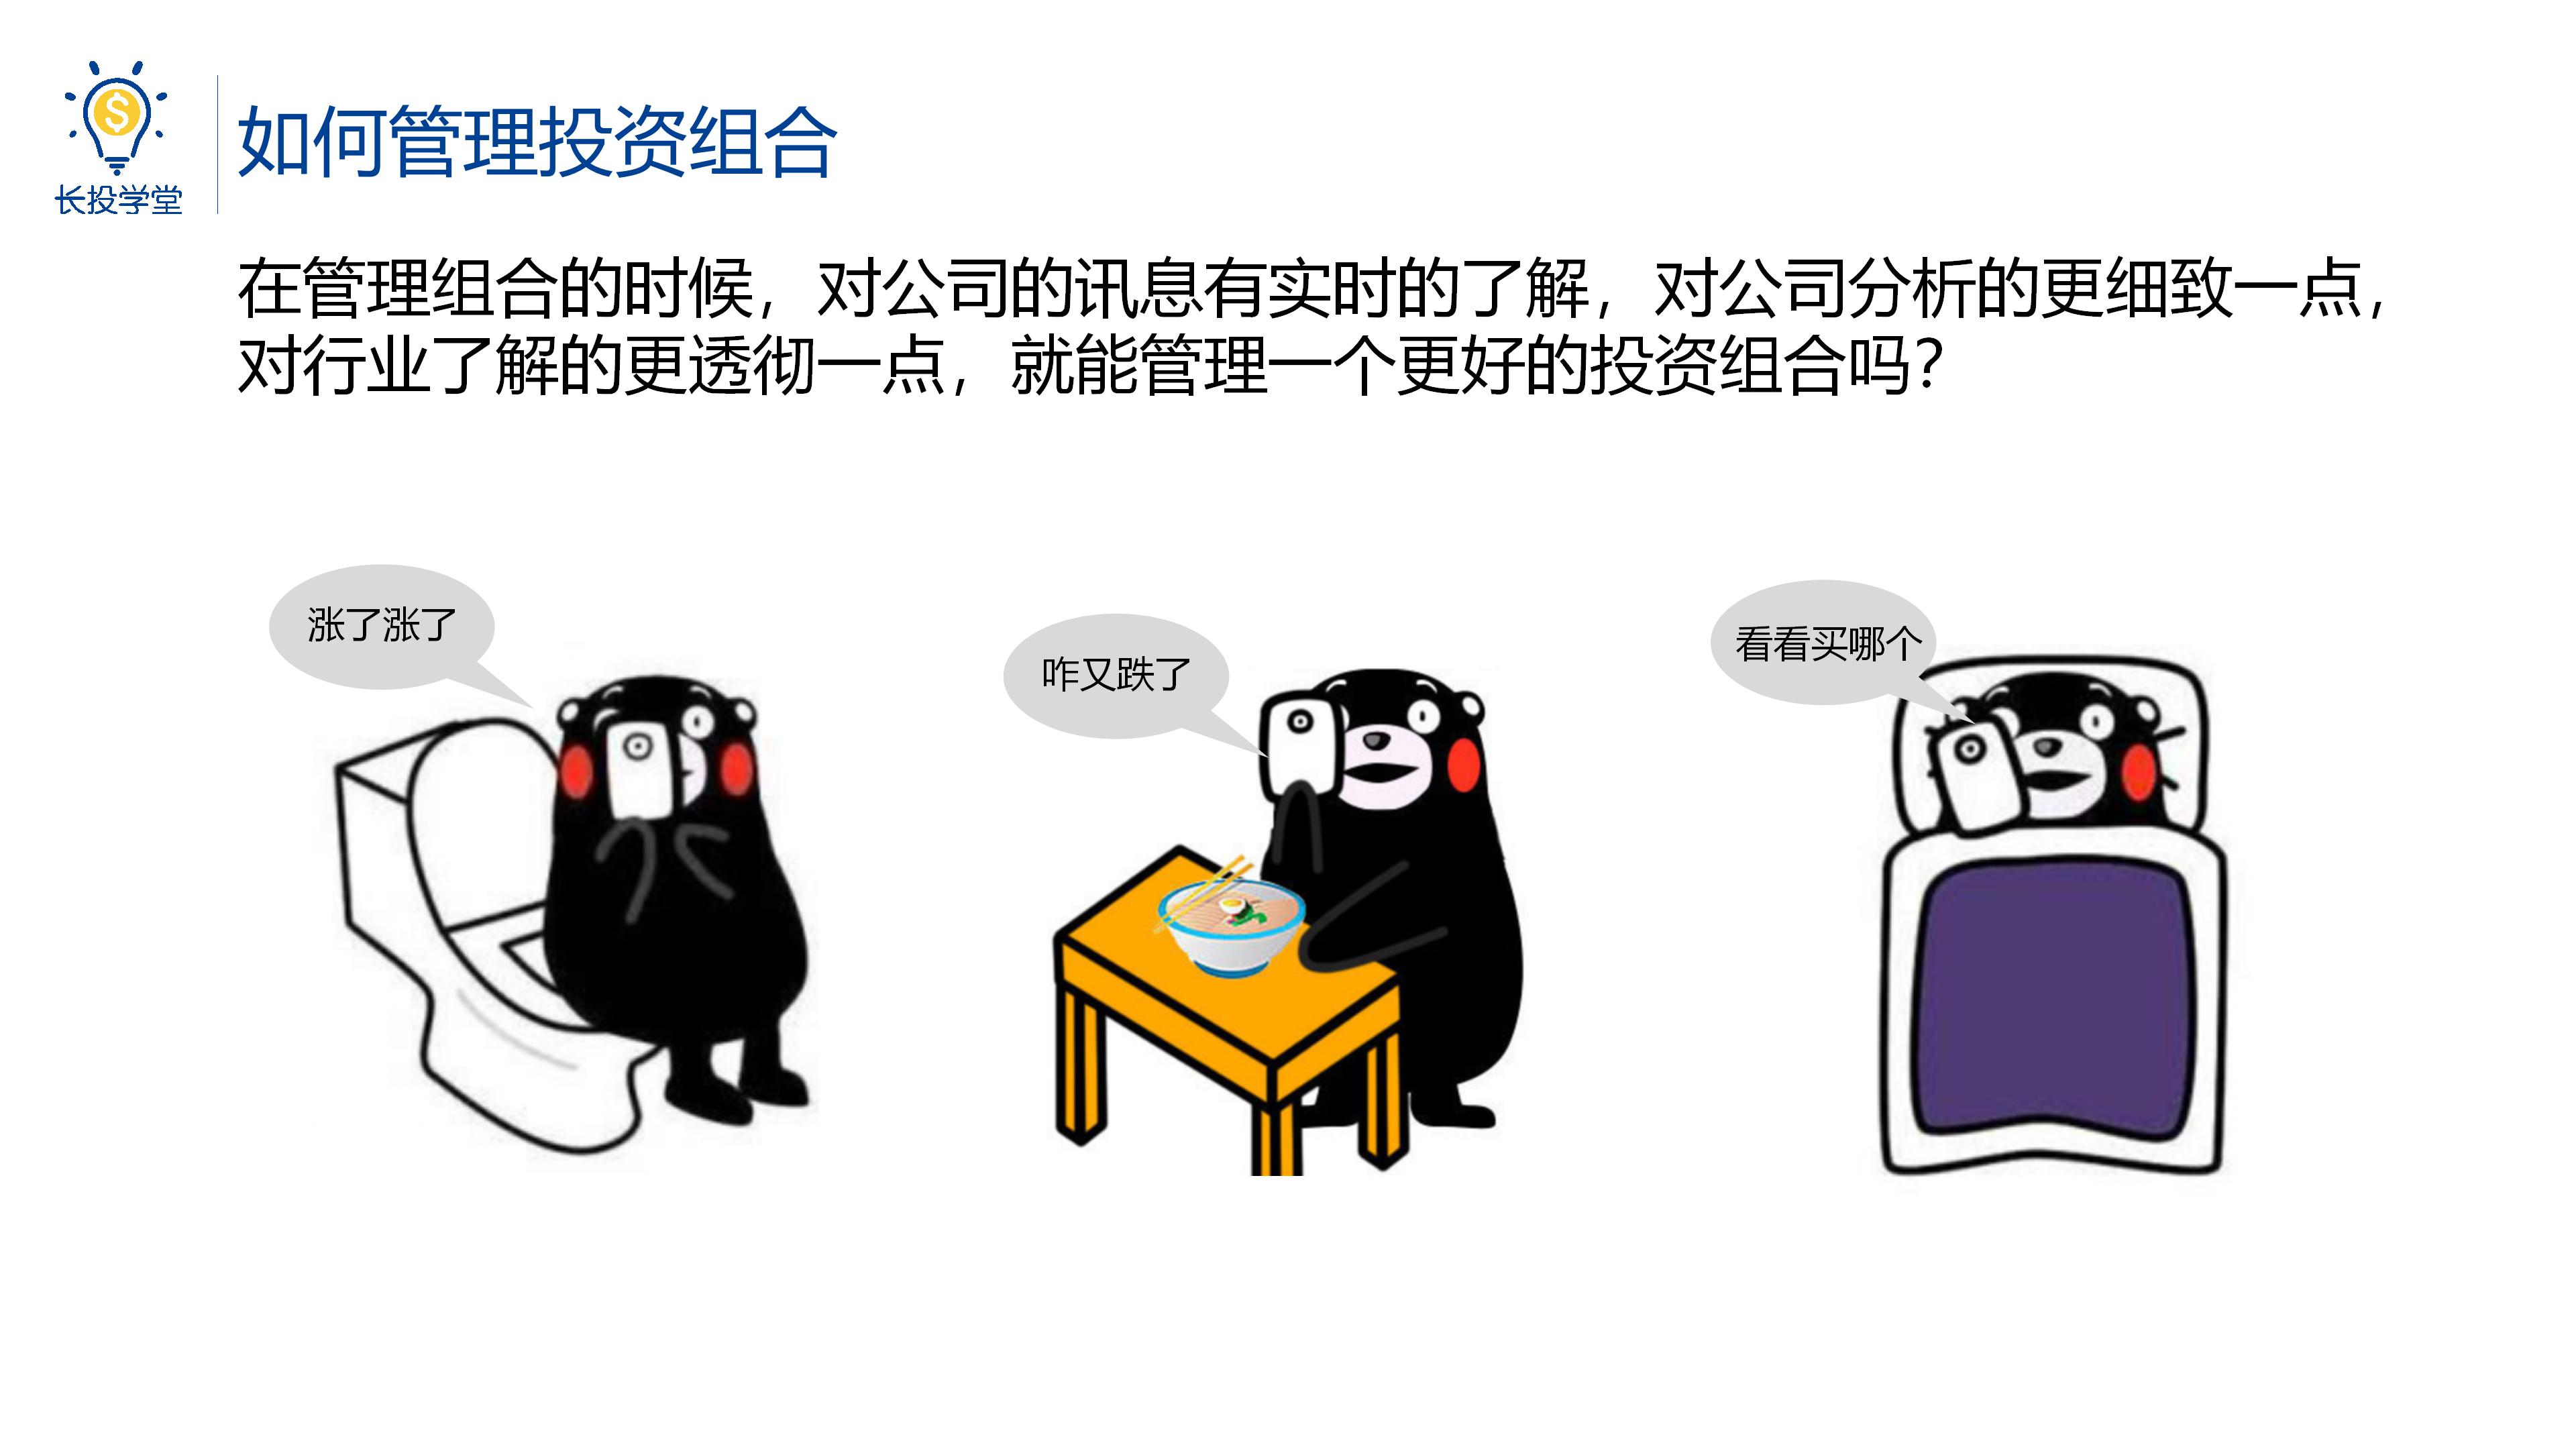 长投学堂
如何管理投资组合
在管理组合的时候，对公司的讯息有实时的了解，对公司分析的更细致一点，
对行业了解的更透彻一点，就能管理一个更好的投资组合吗？
涨了涨了
咋又跌了
看看买哪个